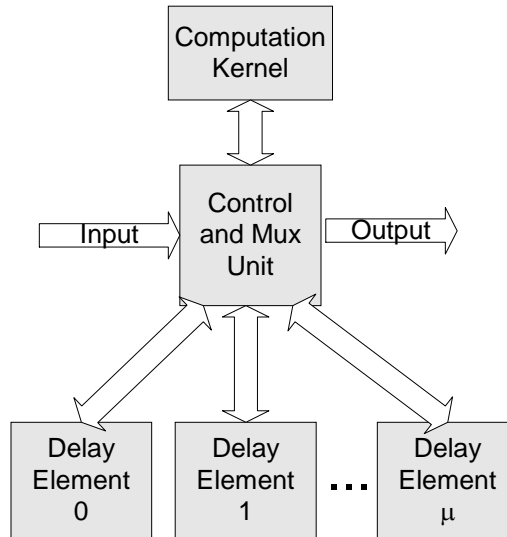 Computation
Kernel
Control
and Mux
Unit
Input
Output
Delay
Element
0
Delay
Element
1
...
Delay
Element
μ